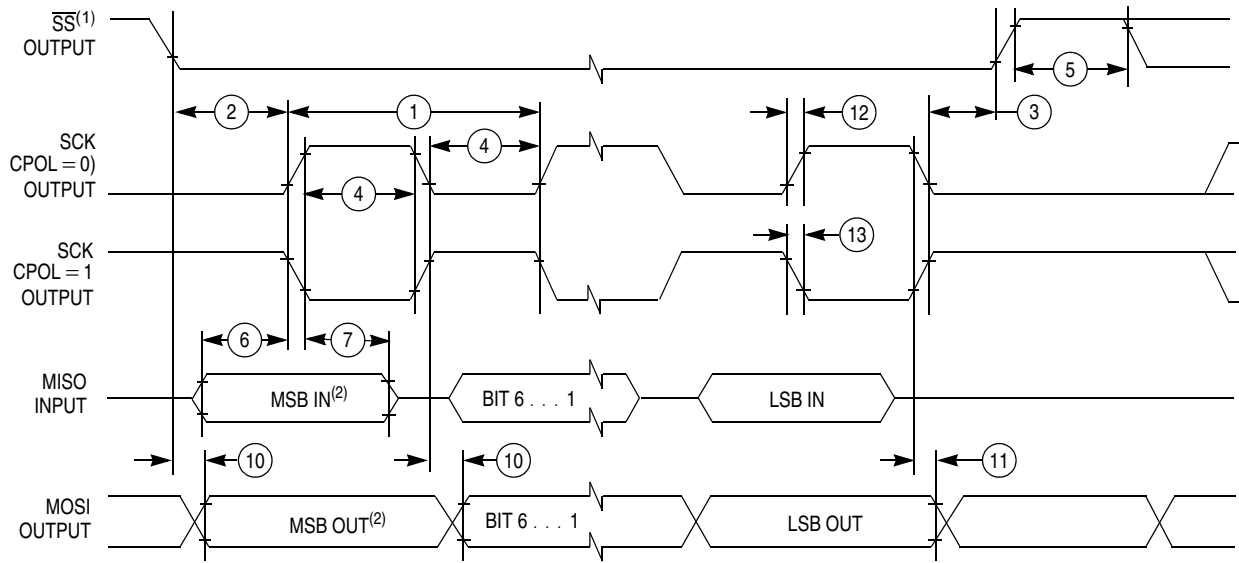 SS(1)
OUTPUT
5
2
1
12
3
SCK
CPOL = 0)
OUTPUT
4
4
SCK
CPOL = 1
OUTPUT
13
6
7
MISO
INPUT
MSB IN(2)
BIT 6 . . . 1
LSB IN
10
10
11
MOSI
OUTPUT
MSB OUT(2)
BIT 6 . . . 1
LSB OUT